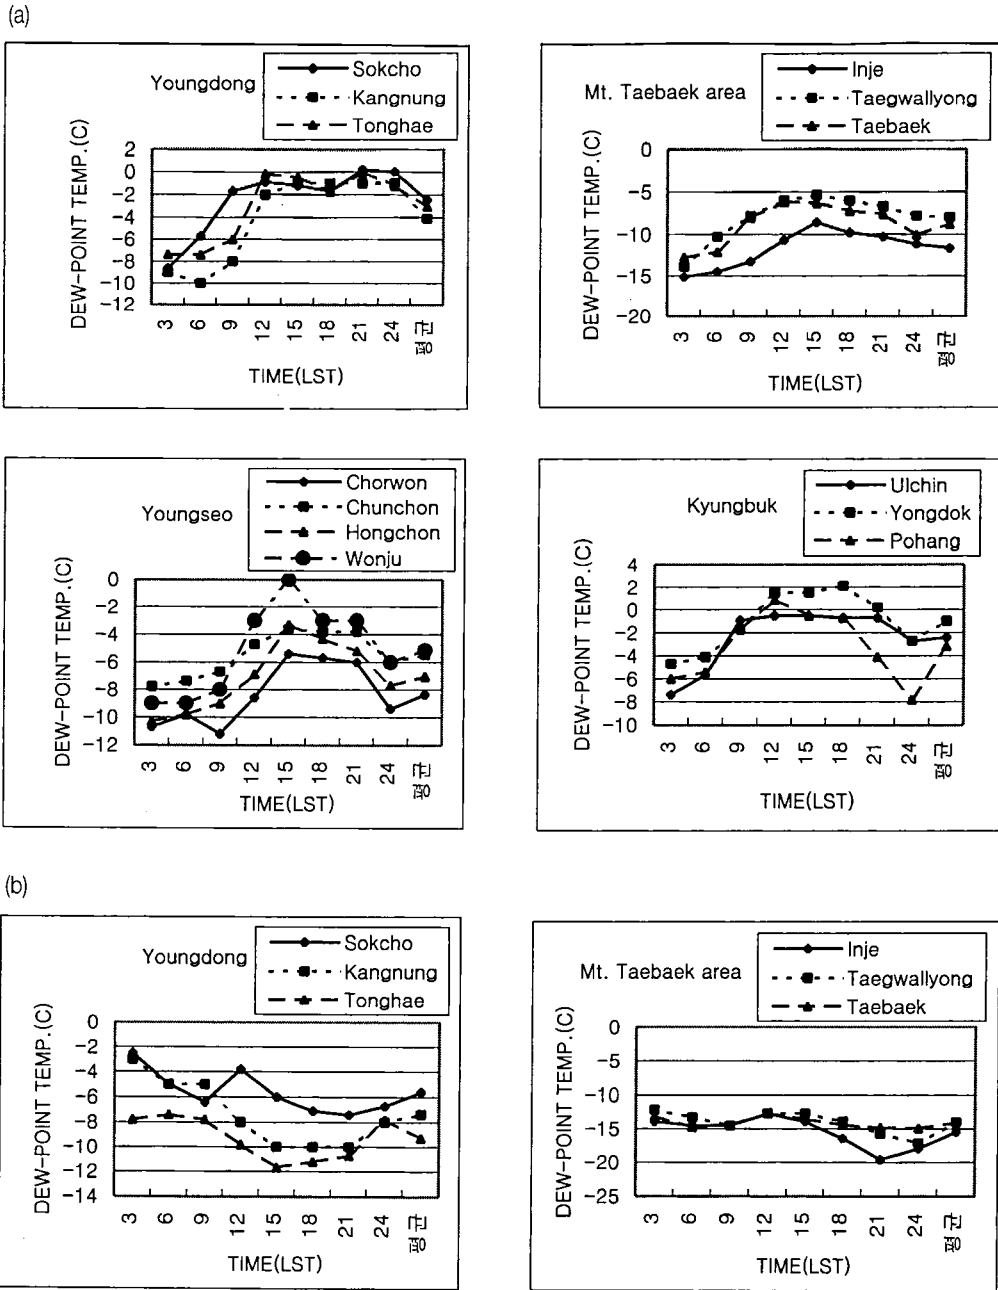 (a)
Youngdong
Sokcho
Kangnung
Tonghae
DEW-POINT TEMP.(C)
2
0
-2
-4
-6
-8
-10
-12
3 6 9 12 15 18 21 24 평균
TIME(LST)
Mt. Taebaek area
Inje
Taegwallyong
Taebaek
DEW-POINT TEMP.(C)
0
-5
-10
-15
-20
3 6 9 12 15 18 21 24 평균
TIME(LST)
Youngseo
Chorwon
Chunchon
Hongchon
Wonju
DEW-POINT TEMP.(C)
0
-2
-4
-6
-8
-10
-12
3 6 9 12 15 18 21 24 평균
TIME(LST)
Kyungbuk
Ulchin
Yongdok
Pohang
DEW-POINT TEMP.(C)
4
2
0
-2
-4
-6
-8
-10
3 6 9 12 15 18 21 24 평균
TIME(LST)
(b)
Youngdong
Sokcho
Kangnung
Tonghae
DEW-POINT TEMP.(C)
0
-2
-4
-6
-8
-10
-12
-14
3 6 9 12 15 18 21 24 평균
TIME(LST)
Mt. Taebaek area
Inje
Taegwallyong
Taebaek
DEW-POINT TEMP.(C)
0
-5
-10
-15
-20
-25
3 6 9 12 15 18 21 24 평균
TIME(LST)